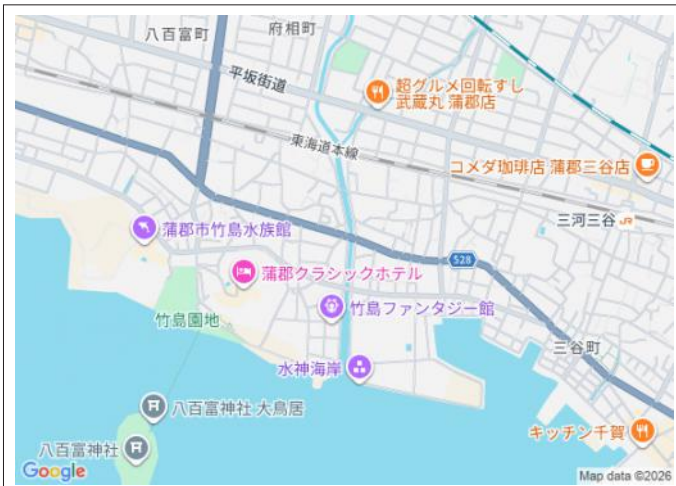 府相町
八百富町
平坂街道
超グルメ回転すし
武蔵丸 蒲郡店
東海道本線
コメダ珈琲店 蒲郡三谷店
三河三谷 JR
蒲郡市竹島水族館
528
蒲郡クラシックホテル
竹島ファンタジー館
竹島園地
三谷町
水神海岸
八百富神社 大鳥居
キッチン千賀
八百富神社
Google
Map data ©2026